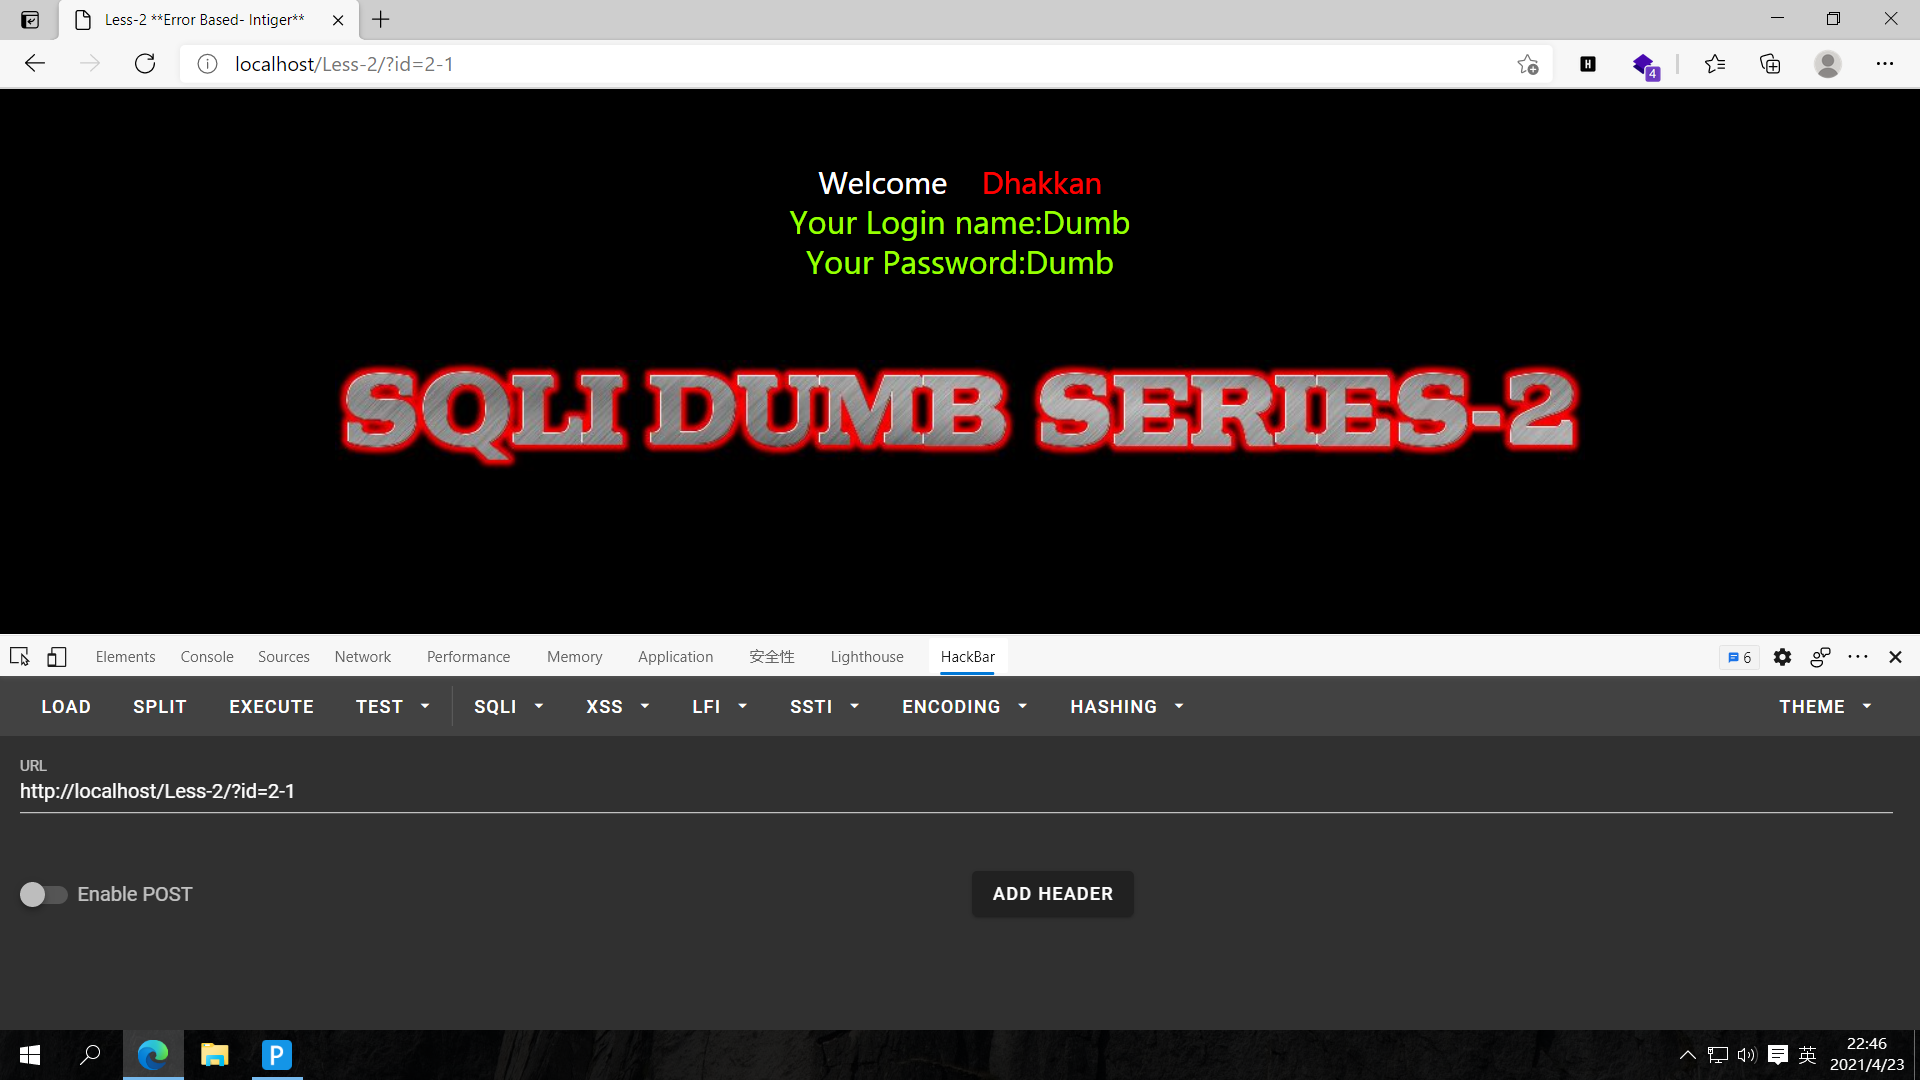 Less-2 **Error Based- Intiger**
localhost/Less-2/?id=2-1
H
4
Welcome Dhakkan
Your Login name:Dumb
Your Password:Dumb
SQLI DUMB SERIES-2
Elements Console Sources Network Performance Memory Application 安全性 Lighthouse HackBar 6
LOAD SPLIT EXECUTE TEST SQLI XSS LFI SSTI ENCODING HASHING THEME
URL
http://localhost/Less-2/?id=2-1
Enable POST ADD HEADER
P 英 22:46
2021/4/23